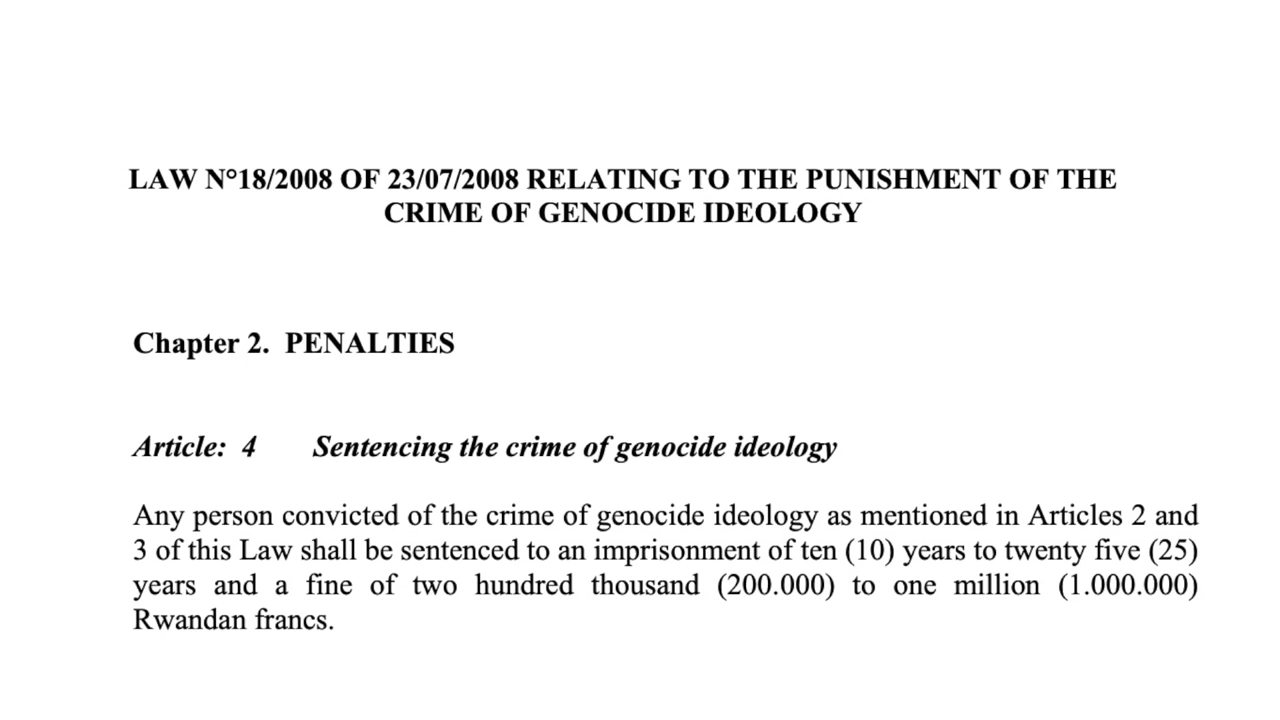 LAW N°18/2008 OF 23/07/2008 RELATING TO THE PUNISHMENT OF THE
CRIME OF GENOCIDE IDEOLOGY
Chapter 2. PENALTIES
Article: 4 Sentencing the crime of genocide ideology
Any person convicted of the crime of genocide ideology as mentioned in Articles 2 and
3 of this Law shall be sentenced to an imprisonment of ten (10) years to twenty five (25)
years and a fine of two hundred thousand (200.000) to one million (1.000.000)
Rwandan francs.